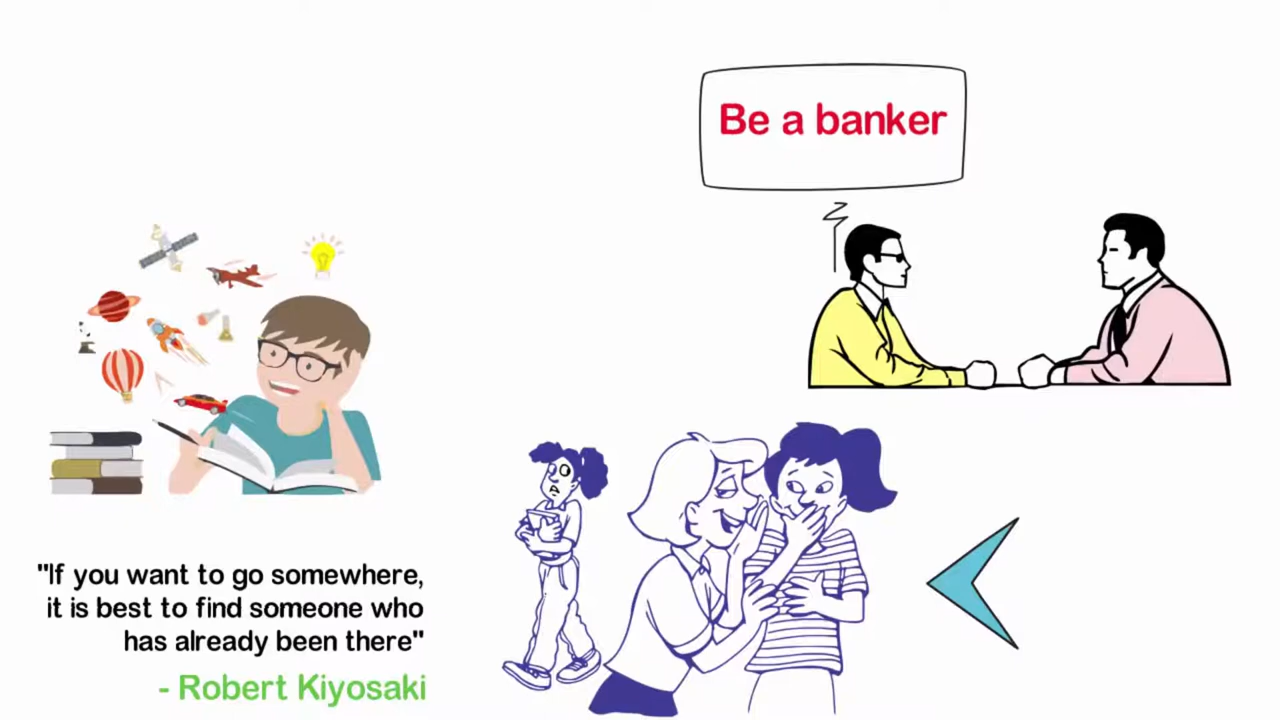 Be a banker
"If you want to go somewhere,
it is best to find someone who
has already been there"
- Robert Kiyosaki